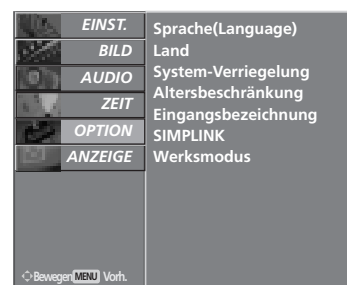 EINST.
BILD
AUDIO
ZEIT
OPTION
ANZEIGE
Sprache(Language)
Land
System-Verriegelung
Altersbeschränkung
Eingangsbezeichnung
SIMPLINK
Werksmodus
Bewegen MENU Vorh.